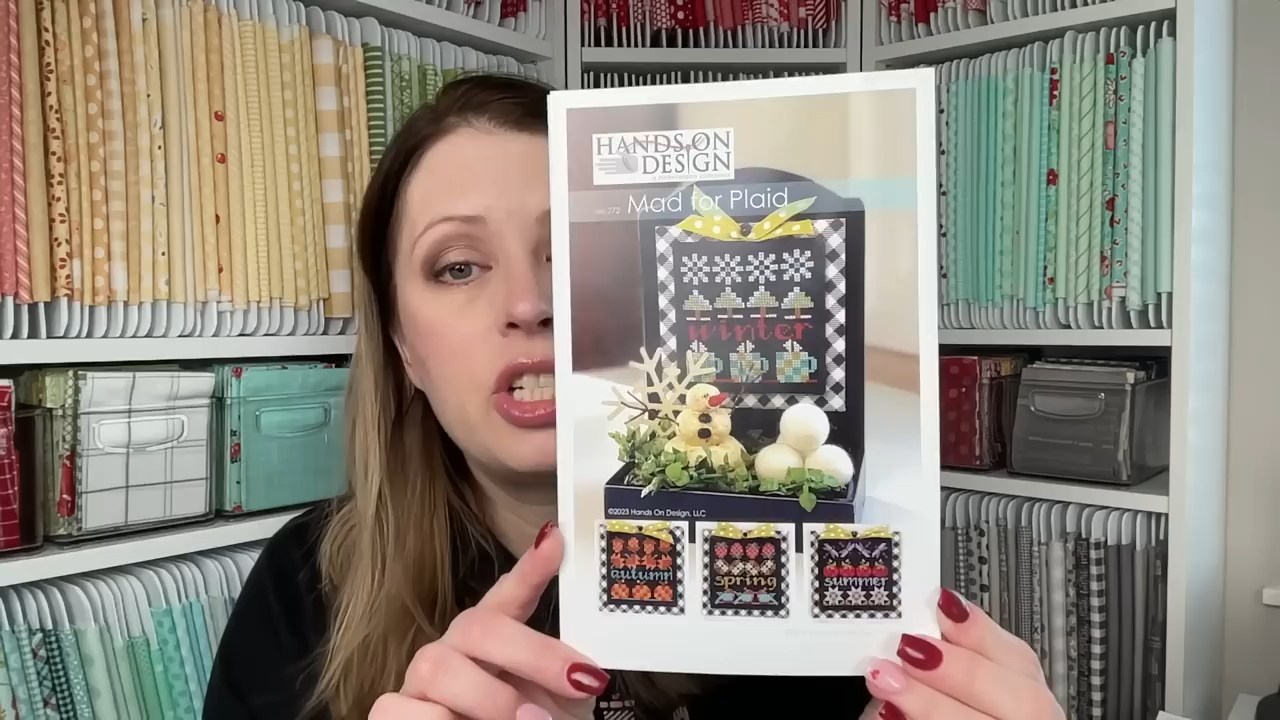 HANDS ON
DESIGN
Mad for Plaid
winter
©2023 Hands On Design, LLC
autumn
spring
summer